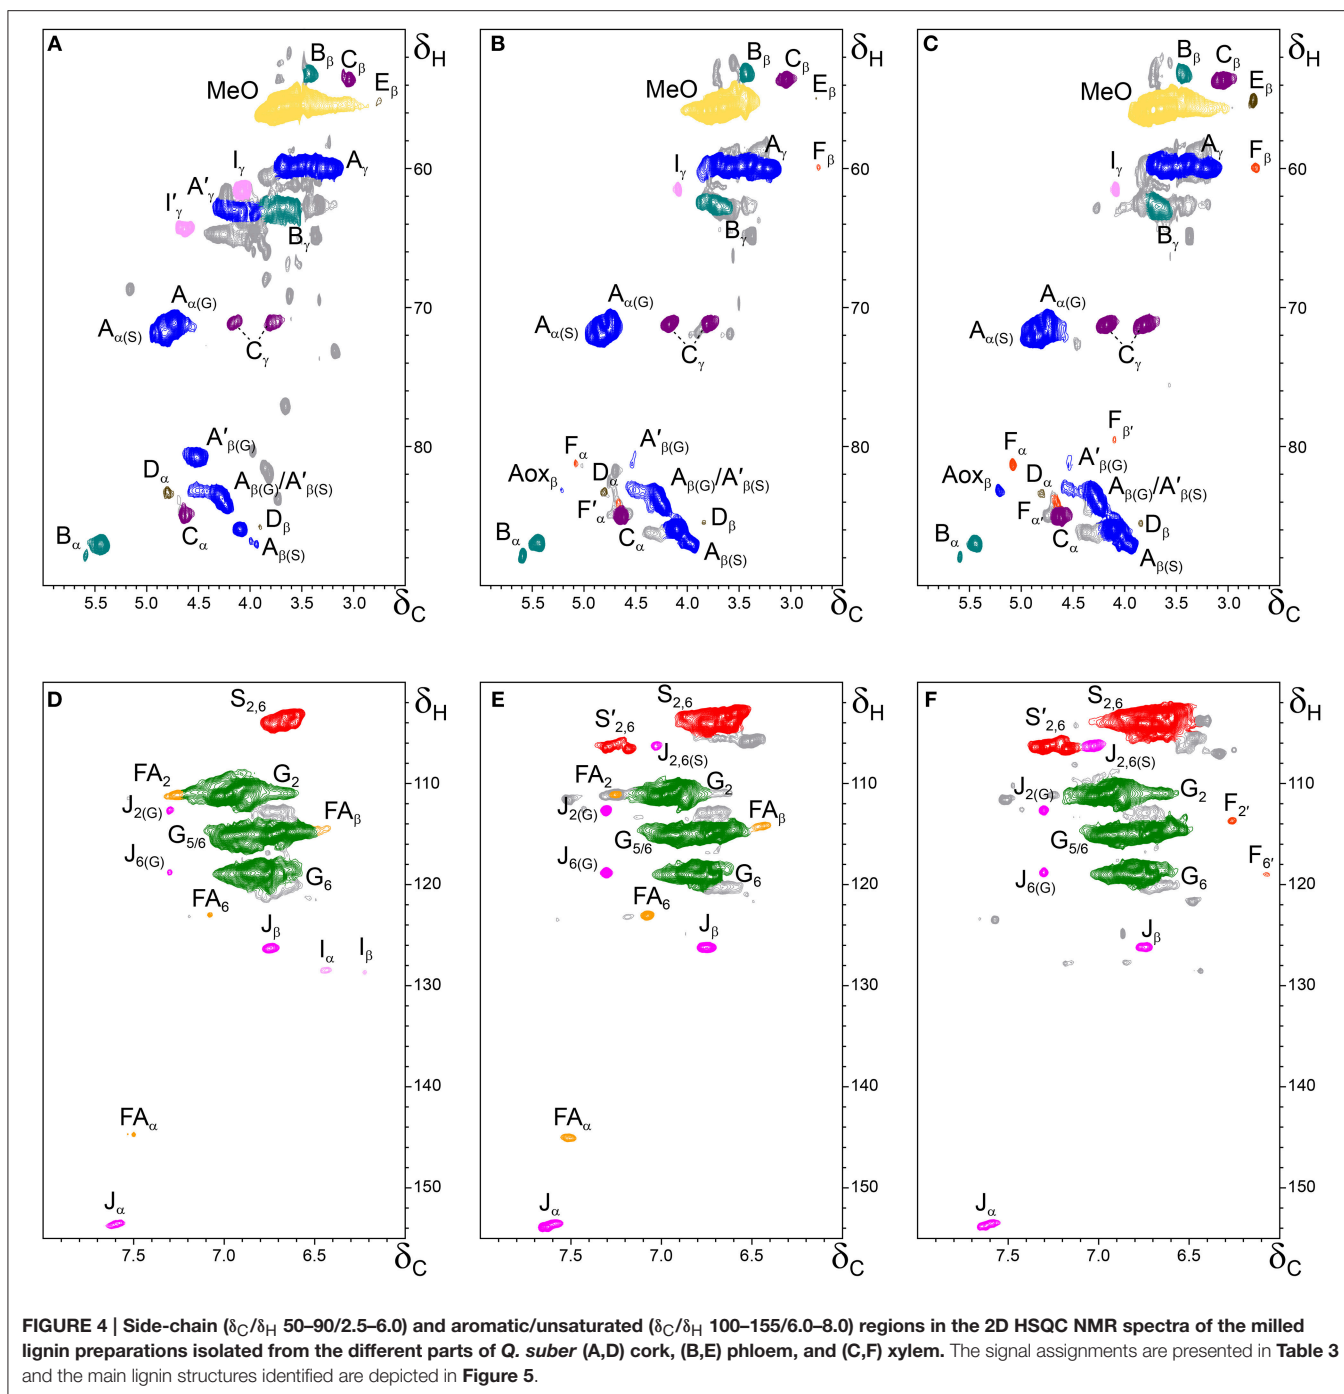 A
δH
Bβ
Cβ
Eβ
MeO
60
Iγ
A′γ
Aγ
I′γ
Bγ
70
Aα(G)
Aα(S)
Cγ
80
A′β(G)
Dα
Aβ(G)/A′β(S)
Dβ
Cα
Bα
Aβ(S)
5.5 5.0 4.5 4.0 3.5 3.0 δC
B
δH
Bβ
Cβ
Eβ
MeO
Aγ
Fβ
60
Iγ
Bγ
70
Aα(G)
Aα(S)
Cγ
80
A′β(G)
Fα
Dα
Aoxβ
Aβ(G)/A′β(S)
F′α
Dβ
Bα
Cα
Aβ(S)
5.5 5.0 4.5 4.0 3.5 3.0 δC
C
δH
Bβ
Cβ
Eβ
MeO
Aγ
Fβ
60
Iγ
Bγ
70
Aα(G)
Aα(S)
Cγ
80
Fβ′
Fα
A′β(G)
Dα
Aoxβ
Aβ(G)/A′β(S)
Fα′
Dβ
Bα
Cα
Aβ(S)
5.5 5.0 4.5 4.0 3.5 3.0 δC
D
δH
S2,6
110
FA2
G2
J2(G)
FAβ
G5/6
J6(G)
G6
120
FA6
Jβ
Iα
Iβ
130
140
FAα
150
Jα
7.5 7.0 6.5 δC
E
δH
S2,6
S′2,6
J2,6(S)
110
FA2
G2
J2(G)
FAβ
G5/6
J6(G)
G6
120
FA6
Jβ
130
140
FAα
150
Jα
7.5 7.0 6.5 δC
F
δH
S2,6
S′2,6
J2,6(S)
110
J2(G)
G2
F2′
G5/6
F6′
J6(G)
G6
120
Jβ
130
140
150
Jα
7.5 7.0 6.5 δC
FIGURE 4 | Side-chain (δC/δH 50–90/2.5–6.0) and aromatic/unsaturated (δC/δH 100–155/6.0–8.0) regions in the 2D HSQC NMR spectra of the milled
lignin preparations isolated from the different parts of Q. suber (A,D) cork, (B,E) phloem, and (C,F) xylem. The signal assignments are presented in Table 3
and the main lignin structures identified are depicted in Figure 5.